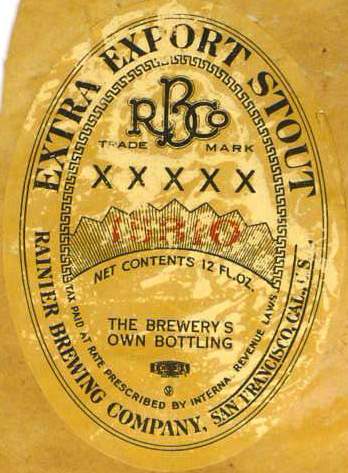 EXTRA EXPORT STOUT
RBCo
TRADE MARK
XXXXX
NET CONTENTS 12 FL. OZ.
THE BREWERY'S
OWN BOTTLING
TAX PAID AT RATE PRESCRIBED BY INTERNAL REVENUE LAWS
RAINIER BREWING COMPANY, SAN FRANCISCO, CAL., U.S.